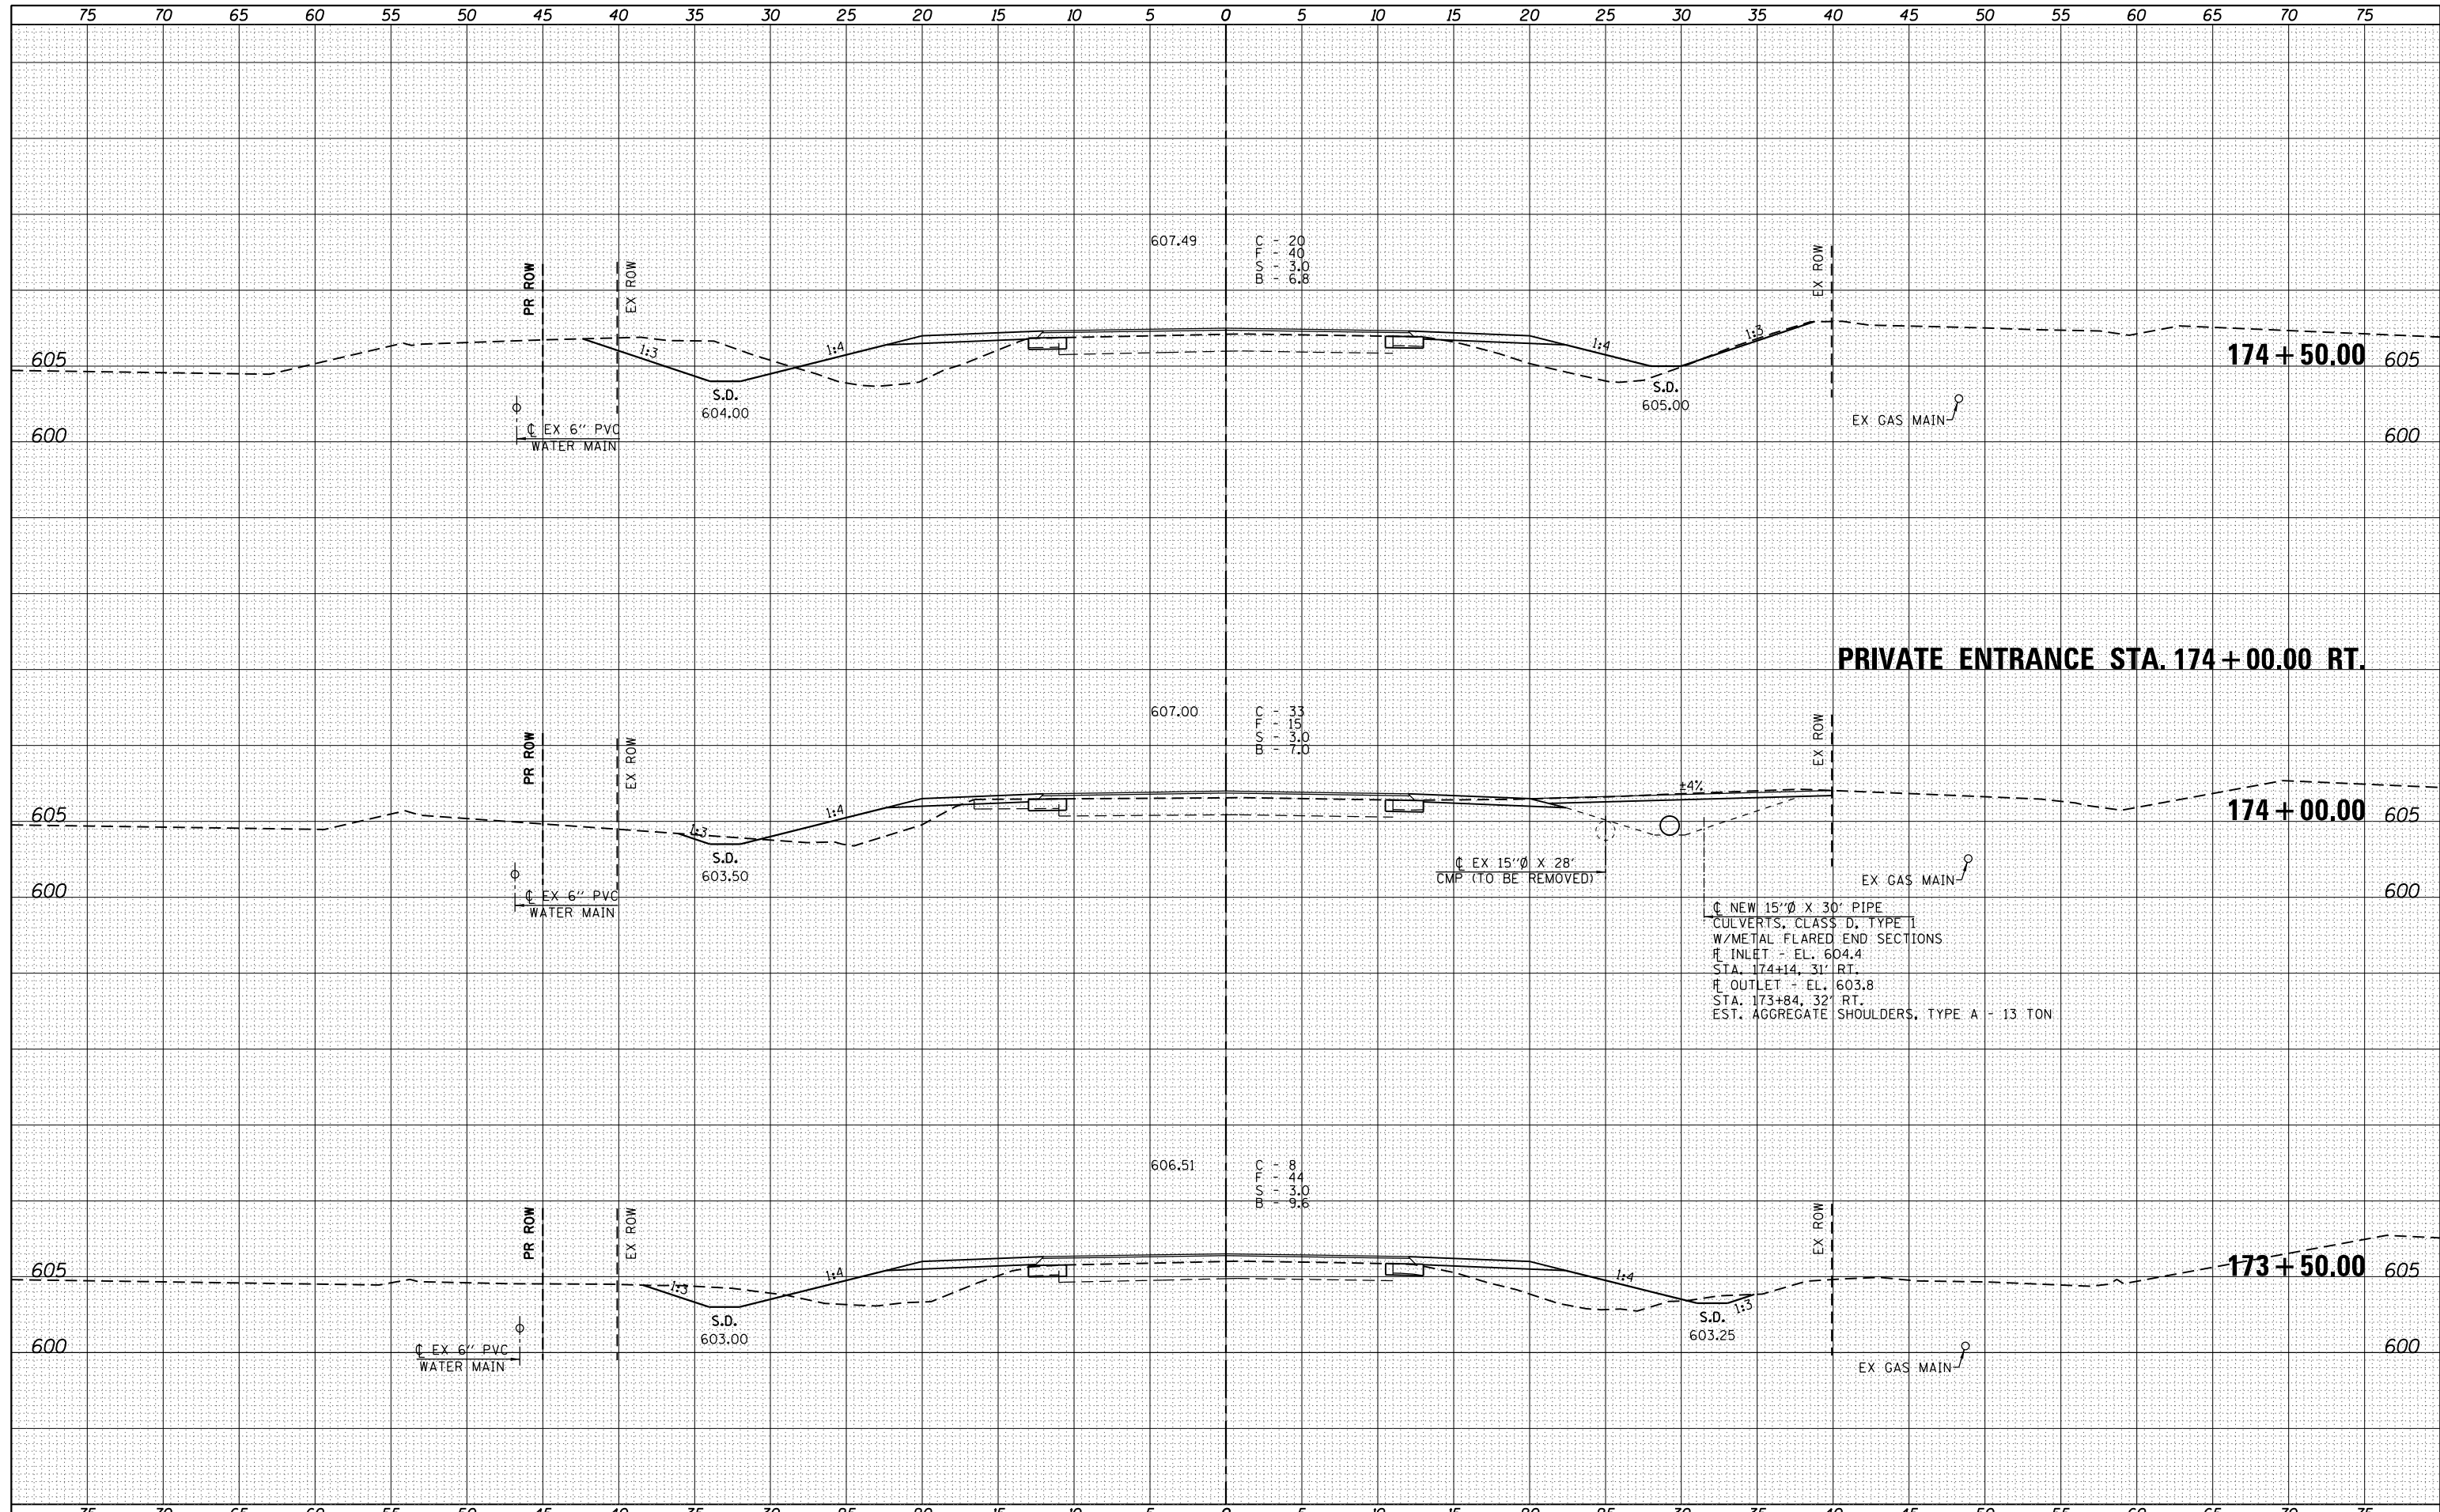 75 70 65 60 55 50 45 40 35 30 25 20 15 10 5 0 5 10 15 20 25 30 35 40 45 50 55 60 65 70 75
607.49
C - 20
F - 40
S - 3.0
B - 6.8
PR ROW
EX ROW
EX ROW
1:3
1:4
1:4
1:3
605
174+50.00 605
S.D.
604.00
S.D.
605.00
600
℄ EX 6" PVC
WATER MAIN
EX GAS MAIN
600
PRIVATE ENTRANCE STA. 174+00.00 RT.
607.00
C - 33
F - 15
S - 3.0
B - 7.0
PR ROW
EX ROW
EX ROW
±4%
1:3
1:4
605
174+00.00 605
S.D.
603.50
℄ EX 15"Ø X 28'
CMP (TO BE REMOVED)
EX GAS MAIN
600
℄ EX 6" PVC
WATER MAIN
600
℄ NEW 15"Ø X 30' PIPE
CULVERTS, CLASS D, TYPE 1
W/METAL FLARED END SECTIONS
FL INLET - EL. 604.4
STA. 174+14, 31' RT.
FL OUTLET - EL. 603.8
STA. 173+84, 32' RT.
EST. AGGREGATE SHOULDERS, TYPE A - 13 TON
606.51
C - 8
F - 44
S - 3.0
B - 9.6
PR ROW
EX ROW
EX ROW
1:3
1:4
1:4
1:3
605
173+50.00 605
S.D.
603.00
S.D.
603.25
600
℄ EX 6" PVC
WATER MAIN
EX GAS MAIN
600
75 70 65 60 55 50 45 40 35 30 25 20 15 10 5 0 5 10 15 20 25 30 35 40 45 50 55 60 65 70 75